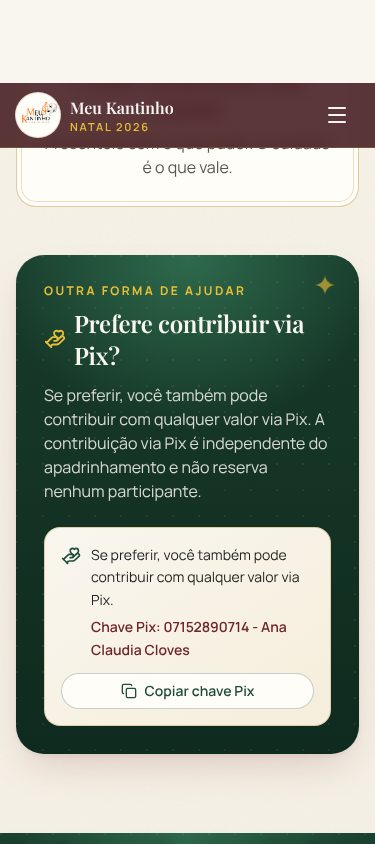 Meu Kantinho
NATAL 2026
é o que vale.
OUTRA FORMA DE AJUDAR
Prefere contribuir via
Pix?
Se preferir, você também pode
contribuir com qualquer valor via Pix. A
contribuição via Pix é independente do
apadrinhamento e não reserva
nenhum participante.
Se preferir, você também pode
contribuir com qualquer valor via
Pix.
Chave Pix: 07152890714 - Ana
Claudia Cloves
Copiar chave Pix